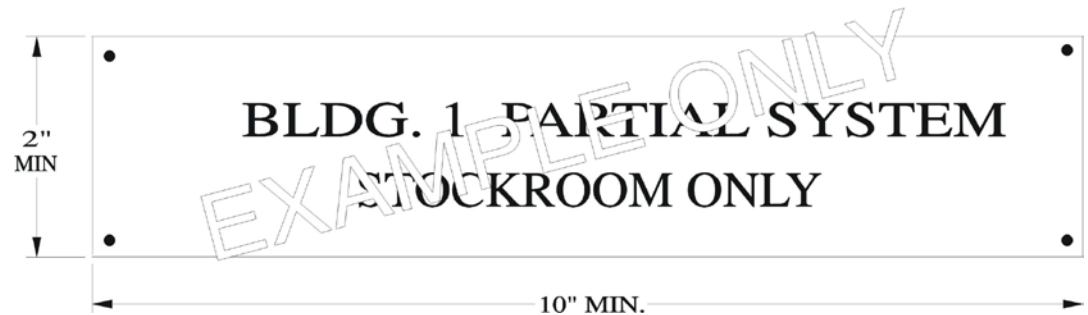 BLDG. 1 PARTIAL SYSTEM
STOCKROOM ONLY
EXAMPLE ONLY
2"
MIN
10" MIN.